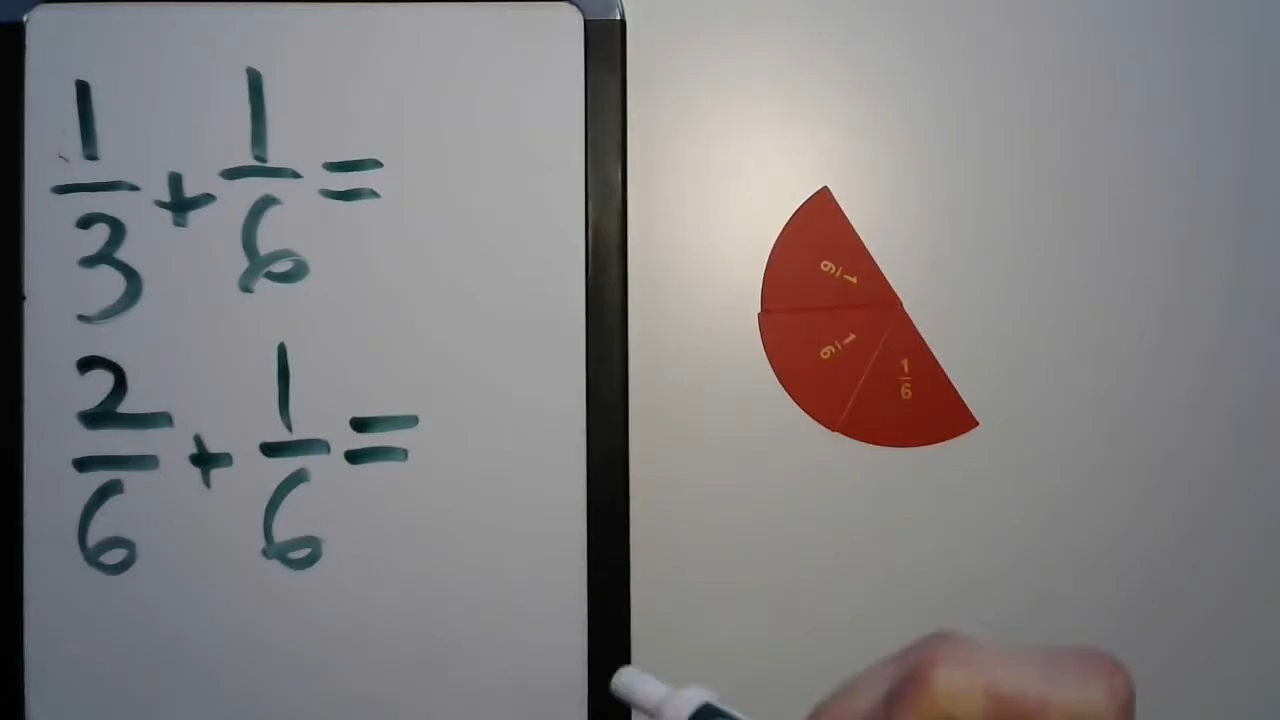 1/3 + 1/6 =
2/6 + 1/6 =
1/6
1/6
1/6